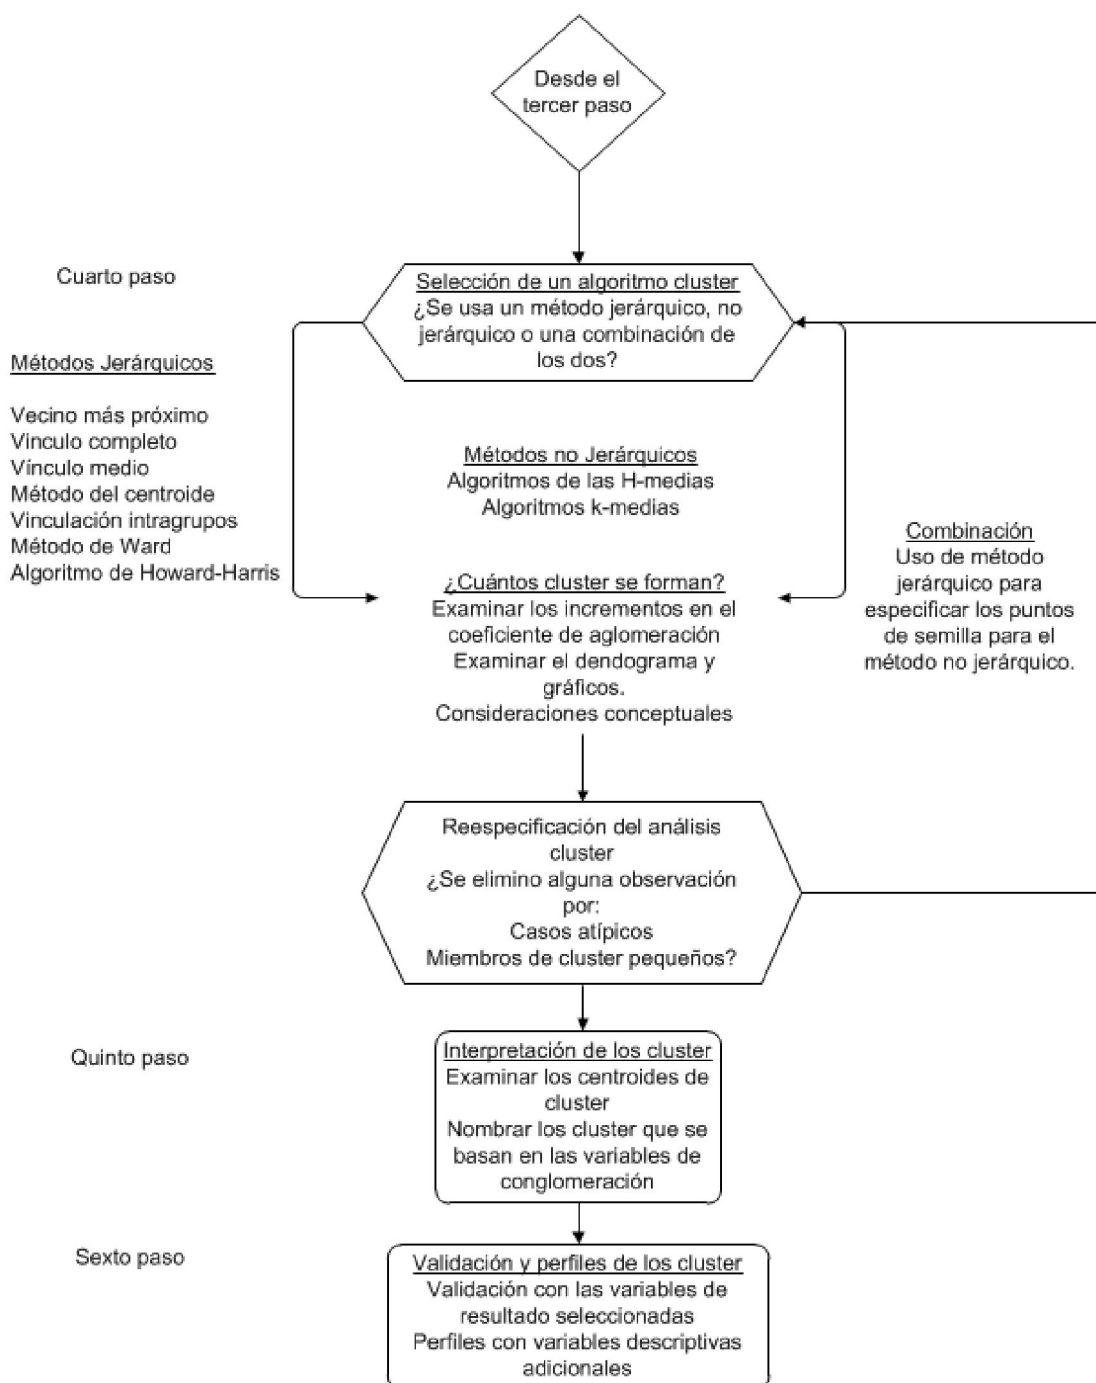 Desde el
tercer paso
Cuarto paso
Selección de un algoritmo cluster
¿Se usa un método jerárquico, no
jerárquico o una combinación de
los dos?
Métodos Jerárquicos
Vecino más próximo
Vinculo completo
Vínculo medio
Método del centroide
Vinculación intragrupos
Método de Ward
Algoritmo de Howard-Harris
Métodos no Jerárquicos
Algoritmos de las H-medias
Algoritmos k-medias
Combinación
Uso de método
jerárquico para
especificar los puntos
de semilla para el
método no jerárquico.
¿Cuántos cluster se forman?
Examinar los incrementos en el
coeficiente de aglomeración
Examinar el dendograma y
gráficos.
Consideraciones conceptuales
Reespecificación del análisis
cluster
¿Se elimino alguna observación
por:
Casos atípicos
Miembros de cluster pequeños?
Quinto paso
Interpretación de los cluster
Examinar los centroides de
cluster
Nombrar los cluster que se
basan en las variables de
conglomeración
Sexto paso
Validación y perfiles de los cluster
Validación con las variables de
resultado seleccionadas
Perfiles con variables descriptivas
adicionales